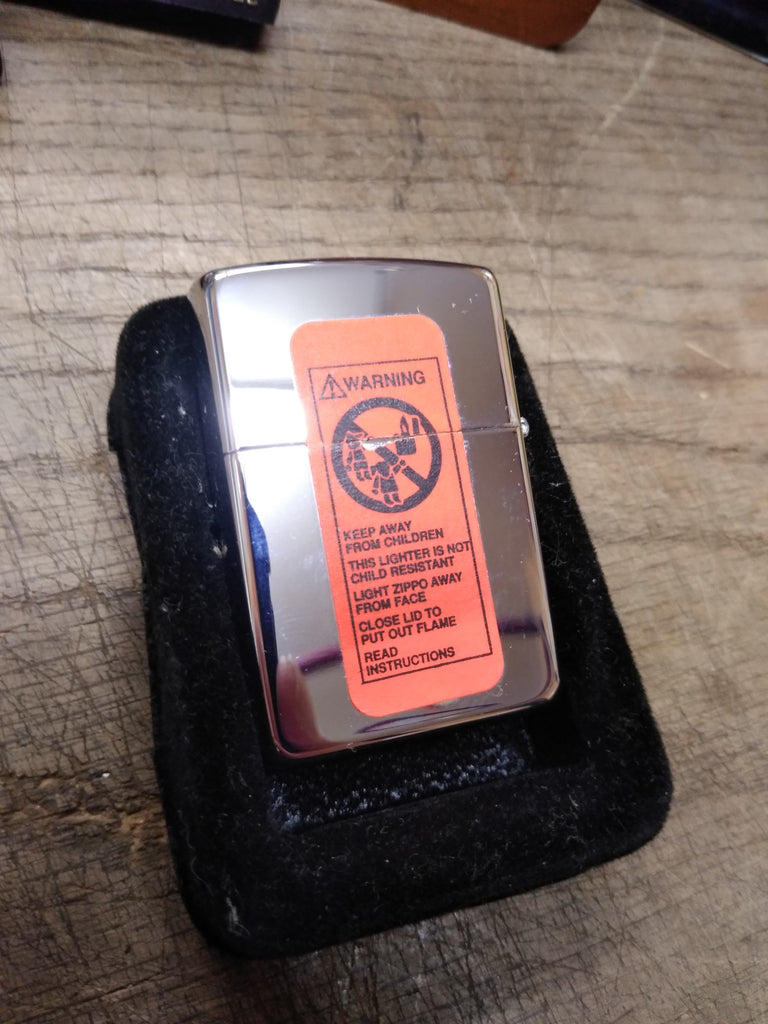 WARNING
KEEP AWAY
FROM CHILDREN
THIS LIGHTER IS NOT
CHILD RESISTANT
LIGHT ZIPPO AWAY
FROM FACE
CLOSE LID TO
PUT OUT FLAME
READ
INSTRUCTIONS